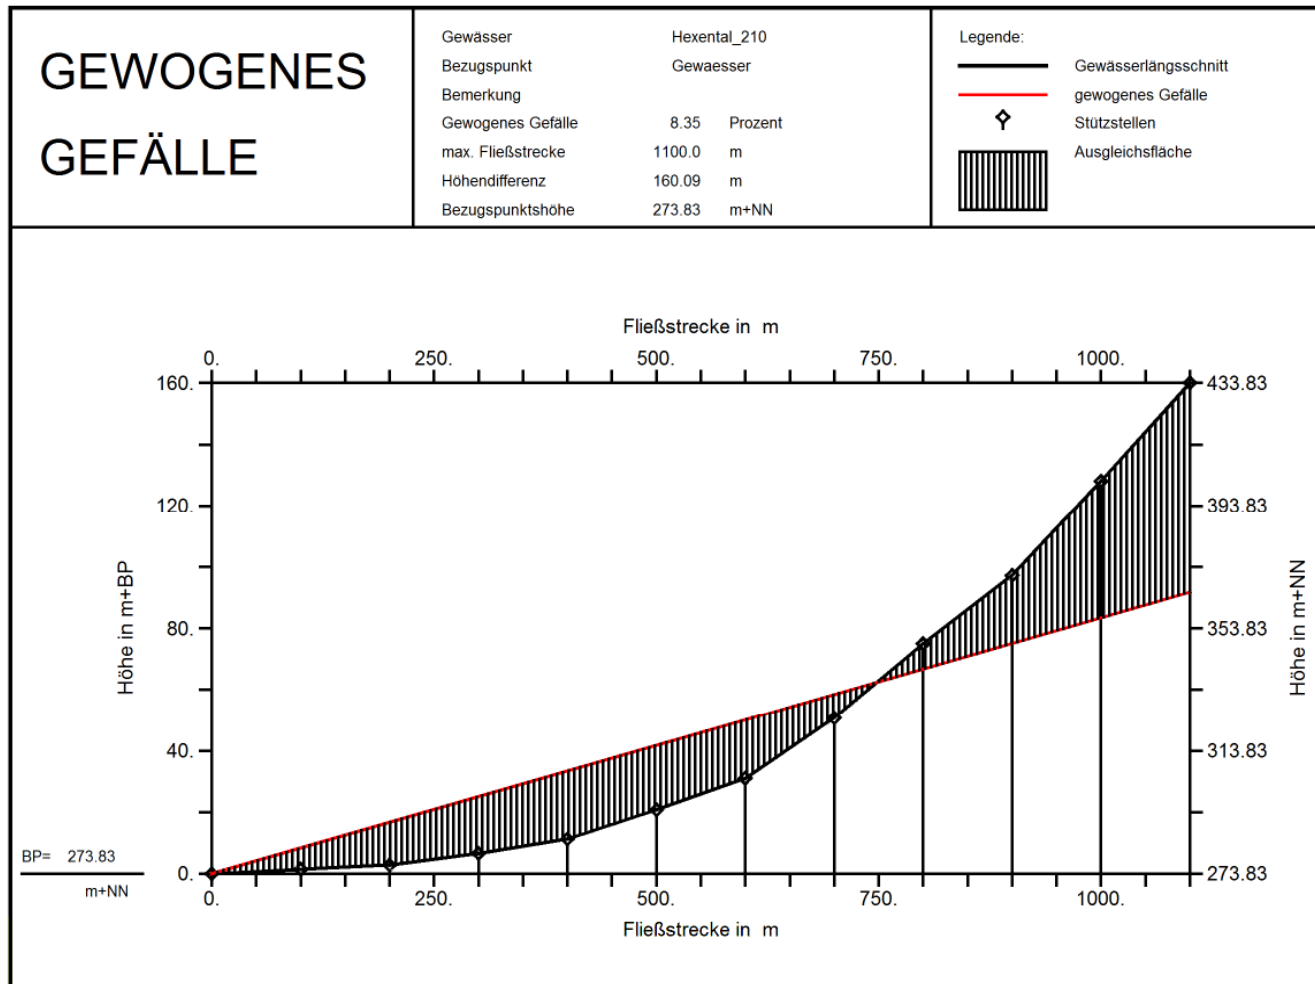 GEWOGENES
GEFÄLLE
Gewässer Hexental_210
Bezugspunkt Gewaesser
Bemerkung
Gewogenes Gefälle 8.35 Prozent
max. Fließstrecke 1100.0 m
Höhendifferenz 160.09 m
Bezugspunktshöhe 273.83 m+NN
Legende:
Gewässerlängsschnitt
gewogenes Gefälle
Stützstellen
Ausgleichsfläche
Fließstrecke in m
0. 250. 500. 750. 1000.
160. 433.83
120. 393.83
80. 353.83
40. 313.83
0. 273.83
Höhe in m+BP
Höhe in m+NN
BP= 273.83
m+NN
0. 250. 500. 750. 1000.
Fließstrecke in m